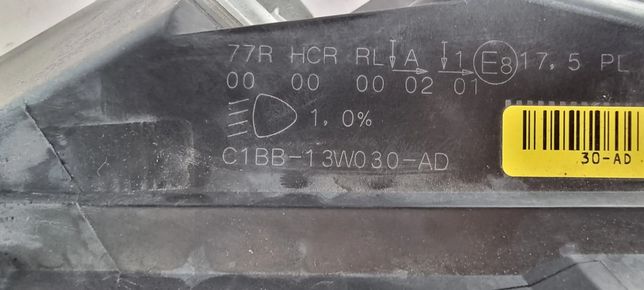 77R HCR RL A 1 E8 17,5 PL
00 00 00 02 01
1,0%
C1BB-13W030-AD
30-AD